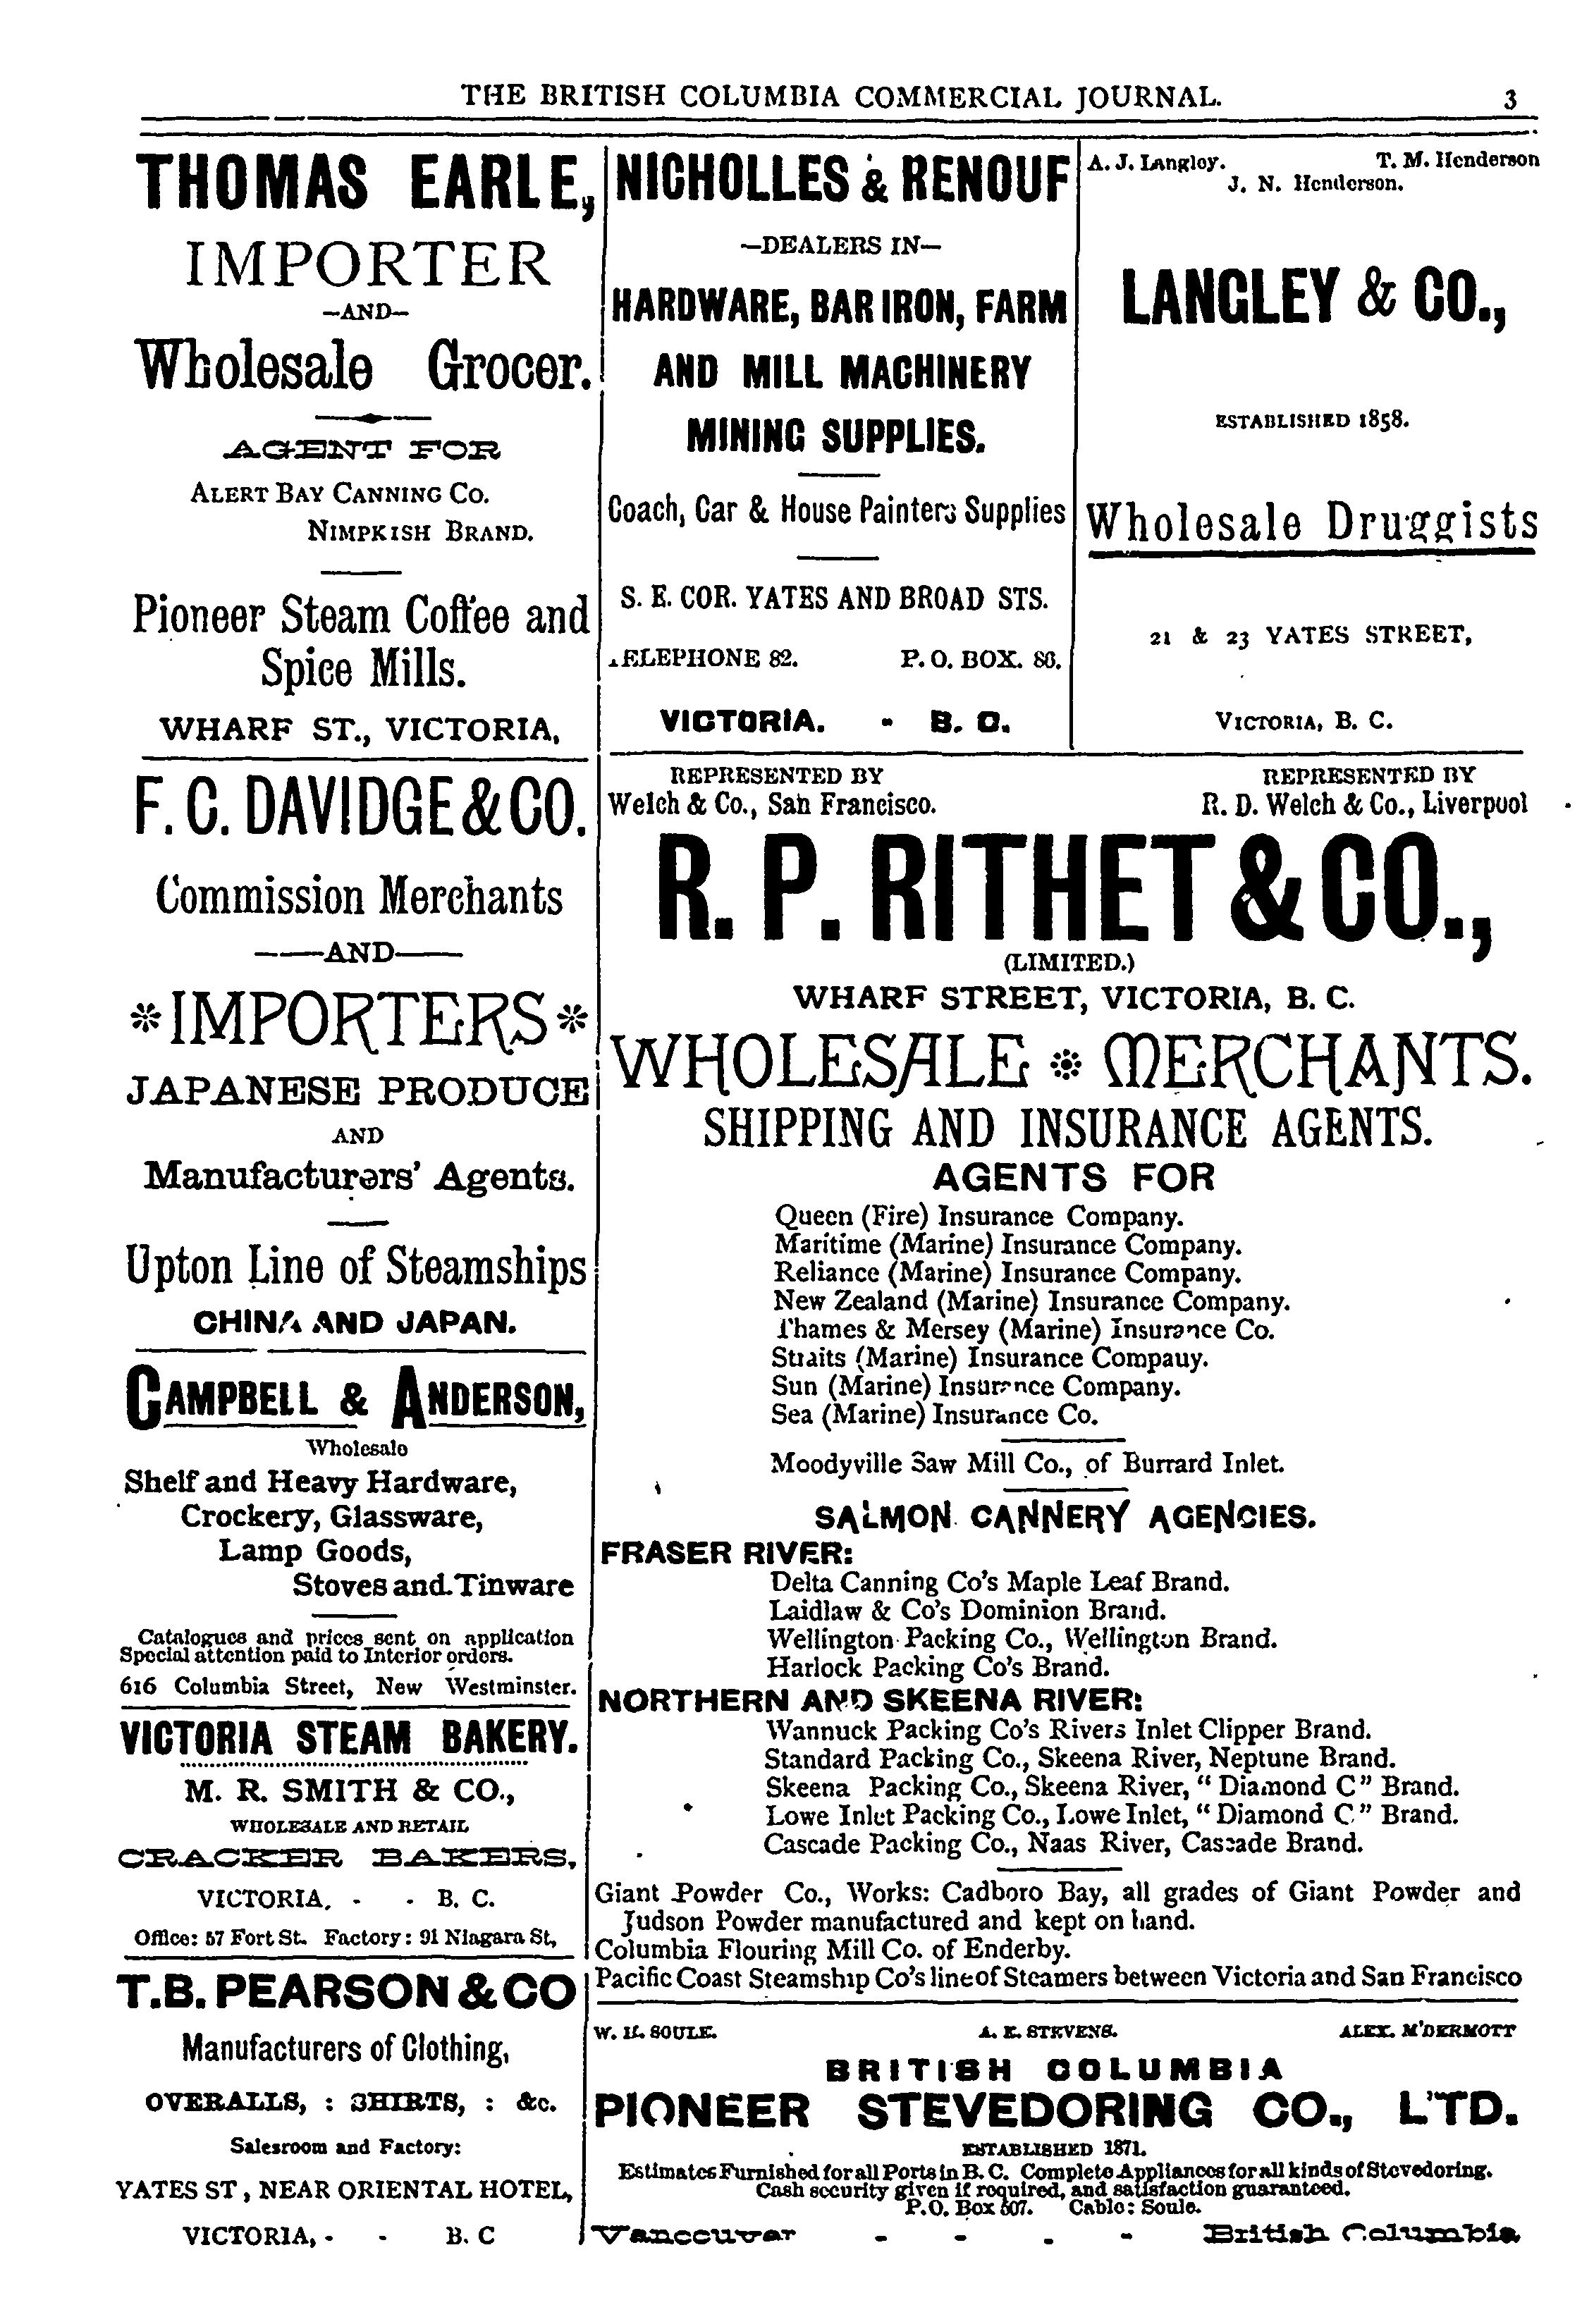 THE BRITISH COLUMBIA COMMERCIAL JOURNAL.
3
THOMAS EARLE,
IMPORTER
—AND—
Wholesale Grocer.
AGENT FOR
ALERT BAY CANNING CO.
NIMPKISH BRAND.
Pioneer Steam Coffee and
Spice Mills.
WHARF ST., VICTORIA,
F. C. DAVIDGE & CO.
Commission Merchants
——AND——
*IMPORTERS*
JAPANESE PRODUCE
AND
Manufacturers' Agents.
Upton Line of Steamships
CHINA AND JAPAN.
CAMPBELL & ANDERSON,
Wholesale
Shelf and Heavy Hardware,
Crockery, Glassware,
Lamp Goods,
Stoves and Tinware
Catalogues and prices sent on application
Special attention paid to Interior orders.
616 Columbia Street, New Westminster.
VICTORIA STEAM BAKERY.
M. R. SMITH & CO.,
WHOLESALE AND RETAIL
CRACKER BAKERS,
VICTORIA, - - B. C.
Office: 57 Fort St. Factory: 91 Niagara St,
T. B. PEARSON & CO
Manufacturers of Clothing,
OVERALLS, : SHIRTS, : &c.
Salesroom and Factory:
YATES ST, NEAR ORIENTAL HOTEL,
VICTORIA, - - B. C
NICHOLLES & RENOUF
—DEALERS IN—
HARDWARE, BAR IRON, FARM
AND MILL MACHINERY
MINING SUPPLIES.
Coach, Car & House Painters Supplies
S. E. COR. YATES AND BROAD STS.
TELEPHONE 82. P. O. BOX. 86.
VICTORIA. - B. C.
A. J. Langley. T. M. Henderson
J. N. Henderson.
LANGLEY & CO.,
ESTABLISHED 1858.
Wholesale Druggists
21 & 23 YATES STREET,
VICTORIA, B. C.
REPRESENTED BY
Welch & Co., San Francisco.
REPRESENTED BY
R. D. Welch & Co., Liverpool
R. P. RITHET & CO.,
(LIMITED.)
WHARF STREET, VICTORIA, B. C.
WHOLESALE * MERCHANTS.
SHIPPING AND INSURANCE AGENTS.
AGENTS FOR
Queen (Fire) Insurance Company.
Maritime (Marine) Insurance Company.
Reliance (Marine) Insurance Company.
New Zealand (Marine) Insurance Company.
Thames & Mersey (Marine) Insurance Co.
Straits (Marine) Insurance Compauy.
Sun (Marine) Insurance Company.
Sea (Marine) Insurance Co.
Moodyville Saw Mill Co., of Burrard Inlet.
SALMON CANNERY AGENCIES.
FRASER RIVER:
Delta Canning Co's Maple Leaf Brand.
Laidlaw & Co's Dominion Brand.
Wellington Packing Co., Wellington Brand.
Harlock Packing Co's Brand.
NORTHERN AND SKEENA RIVER:
Wannuck Packing Co's Rivers Inlet Clipper Brand.
Standard Packing Co., Skeena River, Neptune Brand.
Skeena Packing Co., Skeena River, "Diamond C" Brand.
Lowe Inlet Packing Co., Lowe Inlet, "Diamond C" Brand.
Cascade Packing Co., Naas River, Cascade Brand.
Giant Powder Co., Works: Cadboro Bay, all grades of Giant Powder and
Judson Powder manufactured and kept on hand.
Columbia Flouring Mill Co. of Enderby.
Pacific Coast Steamship Co's line of Steamers between Victoria and San Francisco
W. H. SOULE. A. E. STEVENS. ALEX. M'DERMOTT
BRITISH COLUMBIA
PIONEER STEVEDORING CO., L'TD.
ESTABLISHED 1871.
Estimates Furnished for all Ports in B. C. Complete Appliances for all kinds of Stevedoring.
Cash security given if required, and satisfaction guaranteed.
P.O. Box 507. Cable: Soule.
Vancouver - - - - British Columbia